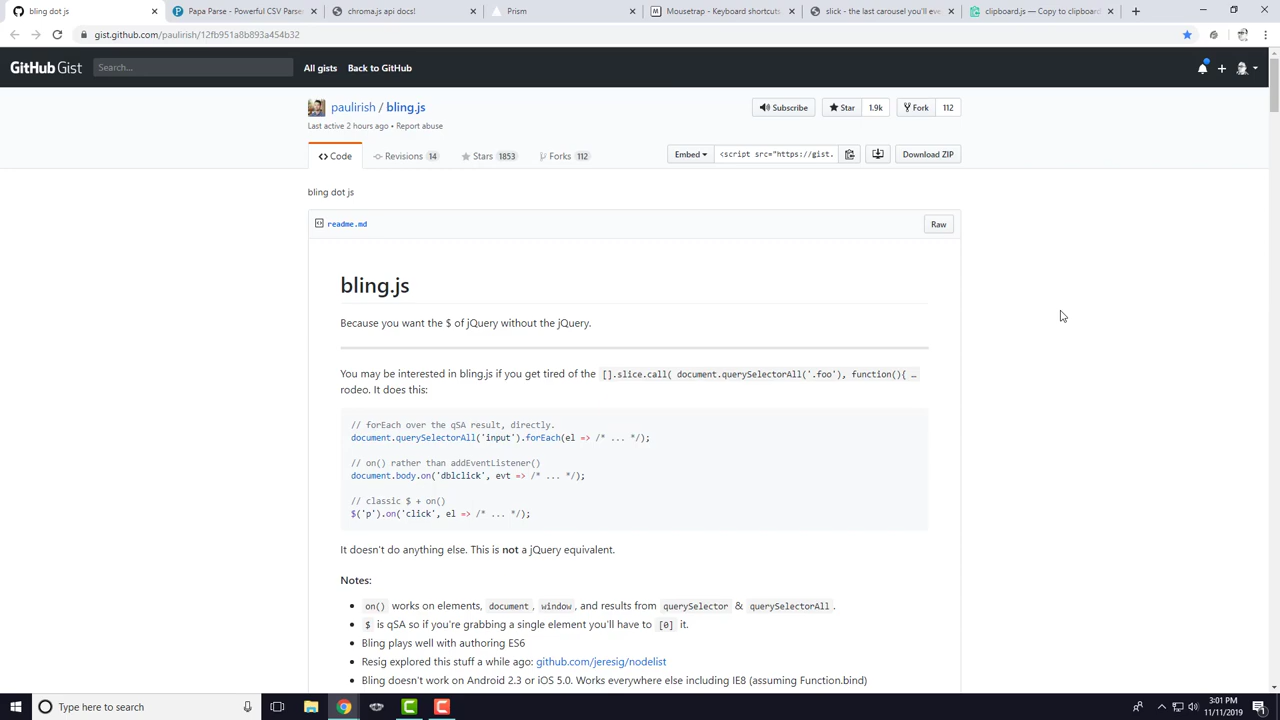 bling dot js
Papa Parse - Powerful CSV Parser
chroma.js api docs!
Prism
Mousetrap - Keyboard shortcuts
slick - the last carousel you'll eve
clipboard.js — Copy to clipboard
gist.github.com/paulirish/12fb951a8b893a454b32
GitHub Gist
Search...
All gists
Back to GitHub
paulirish / bling.js
Subscribe
Star 1.9k
Fork 112
Last active 2 hours ago • Report abuse
<> Code
Revisions 14
Stars 1853
Forks 112
Embed
<script src="https://gist.
Download ZIP
bling dot js
readme.md
Raw
bling.js
Because you want the $ of jQuery without the jQuery.
You may be interested in bling.js if you get tired of the [].slice.call( document.querySelectorAll('.foo'), function(){ …
rodeo. It does this:
// forEach over the qSA result, directly.
document.querySelectorAll('input').forEach(el => /* ... */);
// on() rather than addEventListener()
document.body.on('dblclick', evt => /* ... */);
// classic $ + on()
$('p').on('click', el => /* ... */);
It doesn't do anything else. This is not a jQuery equivalent.
Notes:
• on() works on elements, document, window, and results from querySelector & querySelectorAll.
• $ is qSA so if you're grabbing a single element you'll have to [0] it.
• Bling plays well with authoring ES6
• Resig explored this stuff a while ago: github.com/jeresig/nodelist
• Bling doesn't work on Android 2.3 or iOS 5.0. Works everywhere else including IE8 (assuming Function.bind)
Type here to search
3:01 PM
11/11/2019